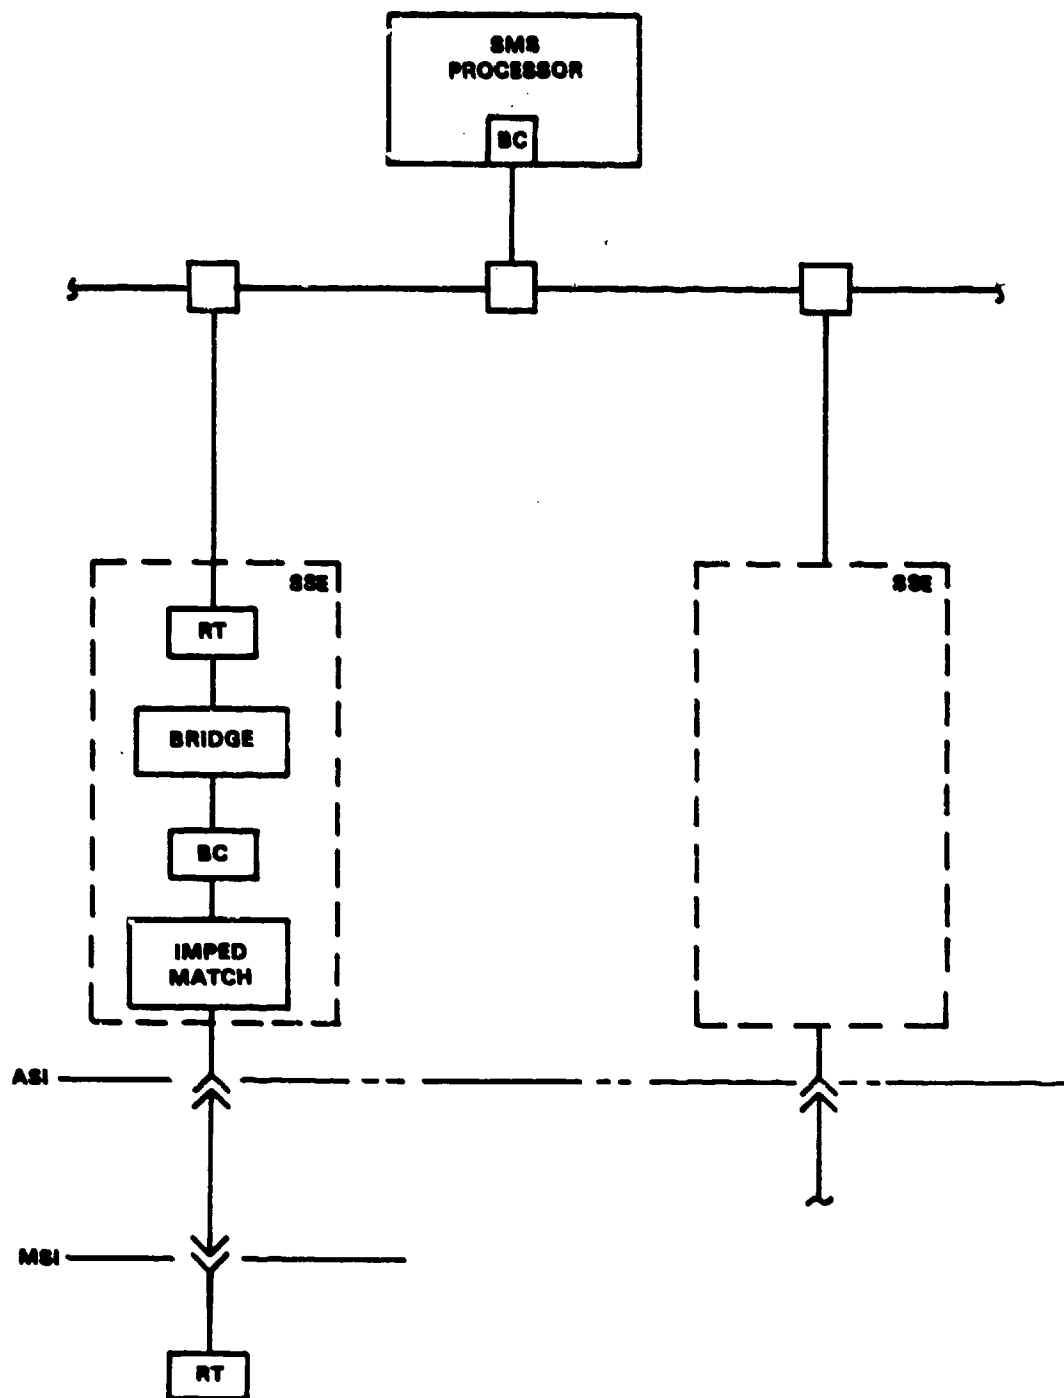 SMS
PROCESSOR
BC
SSE
SSE
RT
BRIDGE
BC
IMPED
MATCH
ASI
MSI
RT